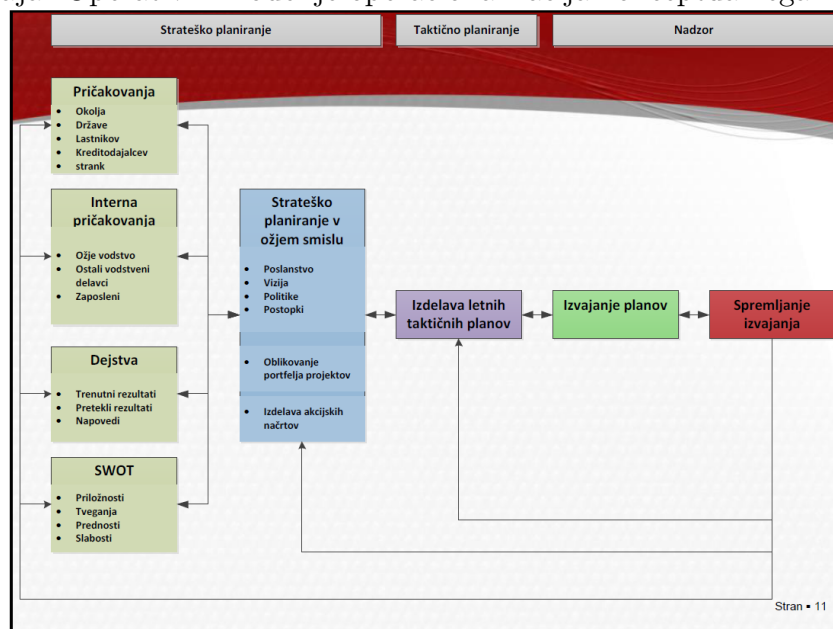 Strateško planiranje
Taktično planiranje
Nadzor
Pričakovanja
• Okolja
• Države
• Lastnikov
• Kreditodajalcev
• strank
Interna
pričakovanja
• Ožje vodstvo
• Ostali vodstveni
delavci
• Zaposleni
Dejstva
• Trenutni rezultati
• Pretekli rezultati
• Napovedi
SWOT
• Priložnosti
• Tveganja
• Prednosti
• Slabosti
Strateško
planiranje v
ožjem smislu
• Poslanstvo
• Vizija
• Politike
• Postopki
• Oblikovanje
portfelja projektov
• Izdelava akcijskih
načrtov
Izdelava letnih
taktičnih planov
Izvajanje planov
Spremljanje
izvajanja
Stran ▪ 11